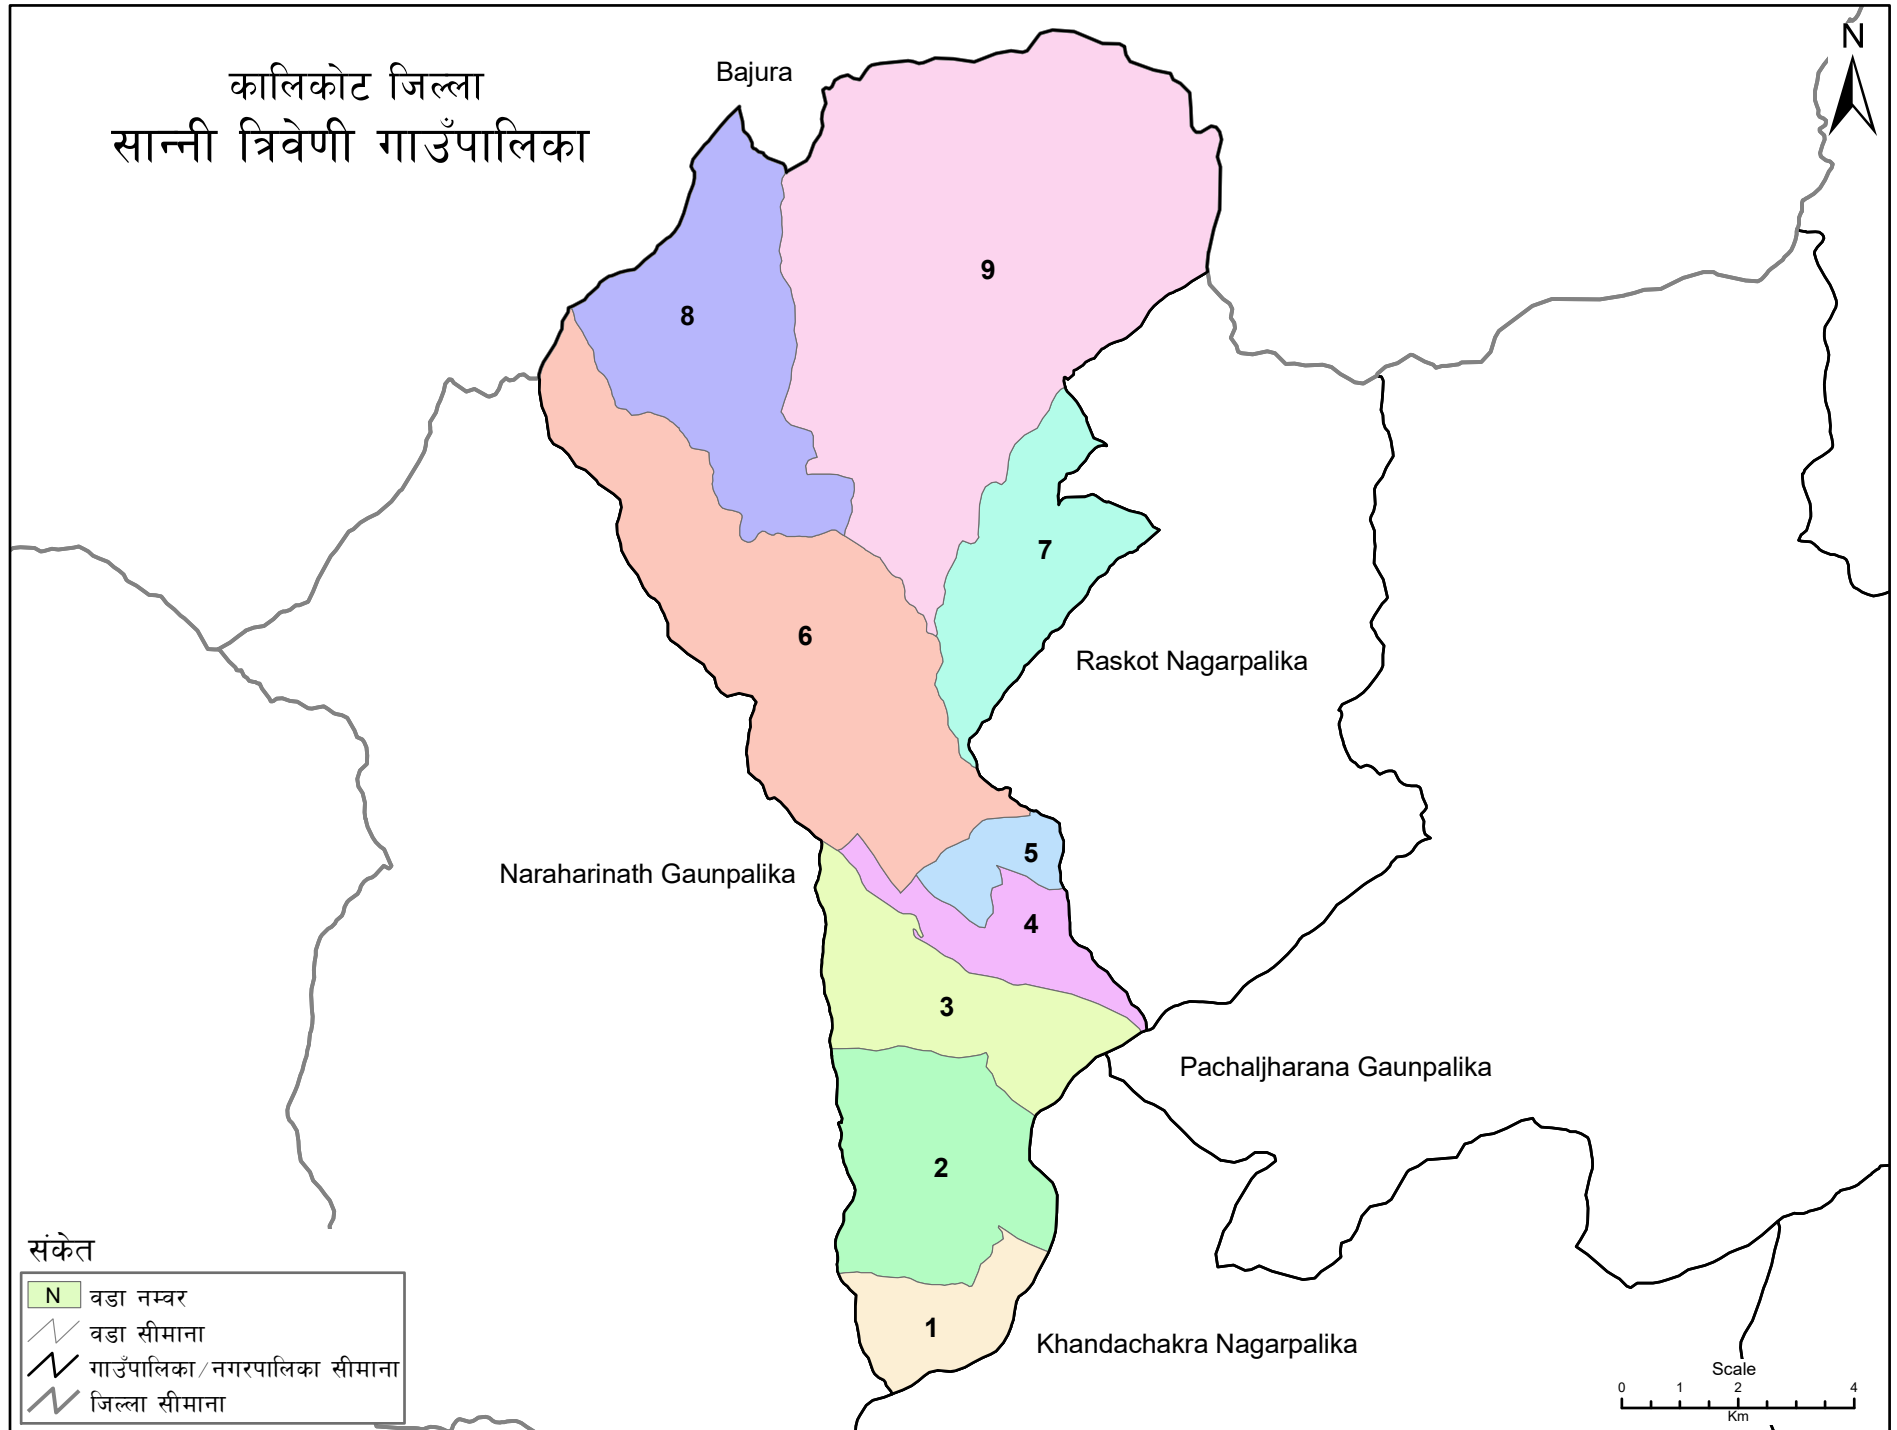 कालिकोट जिल्ला
सान्नी त्रिवेणी गाउँपालिका
Bajura
N
9
8
7
6
Raskot Nagarpalika
5
Naraharinath Gaunpalika
4
3
Pachaljharana Gaunpalika
2
1
Khandachakra Nagarpalika
संकेत
N वडा नम्वर
वडा सीमाना
गाउँपालिका/नगरपालिका सीमाना
जिल्ला सीमाना
Scale
0 1 2 4
Km